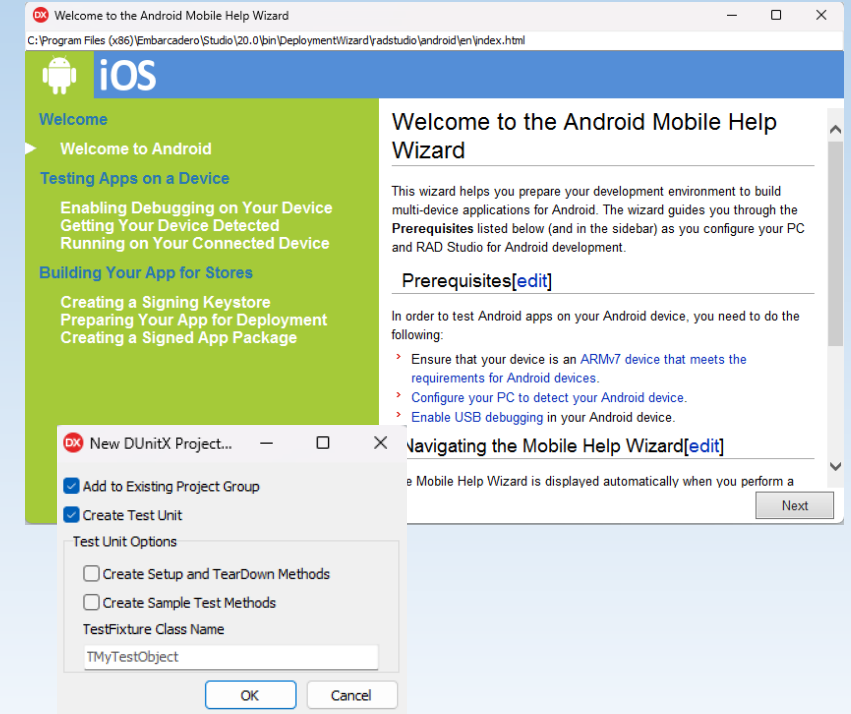 DX Welcome to the Android Mobile Help Wizard
C:\Program Files (x86)\Embarcadero\Studio\20.0\bin\DeploymentWizard\radstudio\android\en\index.html
iOS
Welcome
Welcome to Android
Testing Apps on a Device
Enabling Debugging on Your Device
Getting Your Device Detected
Running on Your Connected Device
Building Your App for Stores
Creating a Signing Keystore
Preparing Your App for Deployment
Creating a Signed App Package
Welcome to the Android Mobile Help
Wizard
This wizard helps you prepare your development environment to build
multi-device applications for Android. The wizard guides you through the
Prerequisites listed below (and in the sidebar) as you configure your PC
and RAD Studio for Android development.
Prerequisites[edit]
In order to test Android apps on your Android device, you need to do the
following:
Ensure that your device is an ARMv7 device that meets the
requirements for Android devices.
Configure your PC to detect your Android device.
Enable USB debugging in your Android device.
Navigating the Mobile Help Wizard[edit]
e Mobile Help Wizard is displayed automatically when you perform a
Next
DX New DUnitX Project...
Add to Existing Project Group
Create Test Unit
Test Unit Options
Create Setup and TearDown Methods
Create Sample Test Methods
TestFixture Class Name
TMyTestObject
OK Cancel